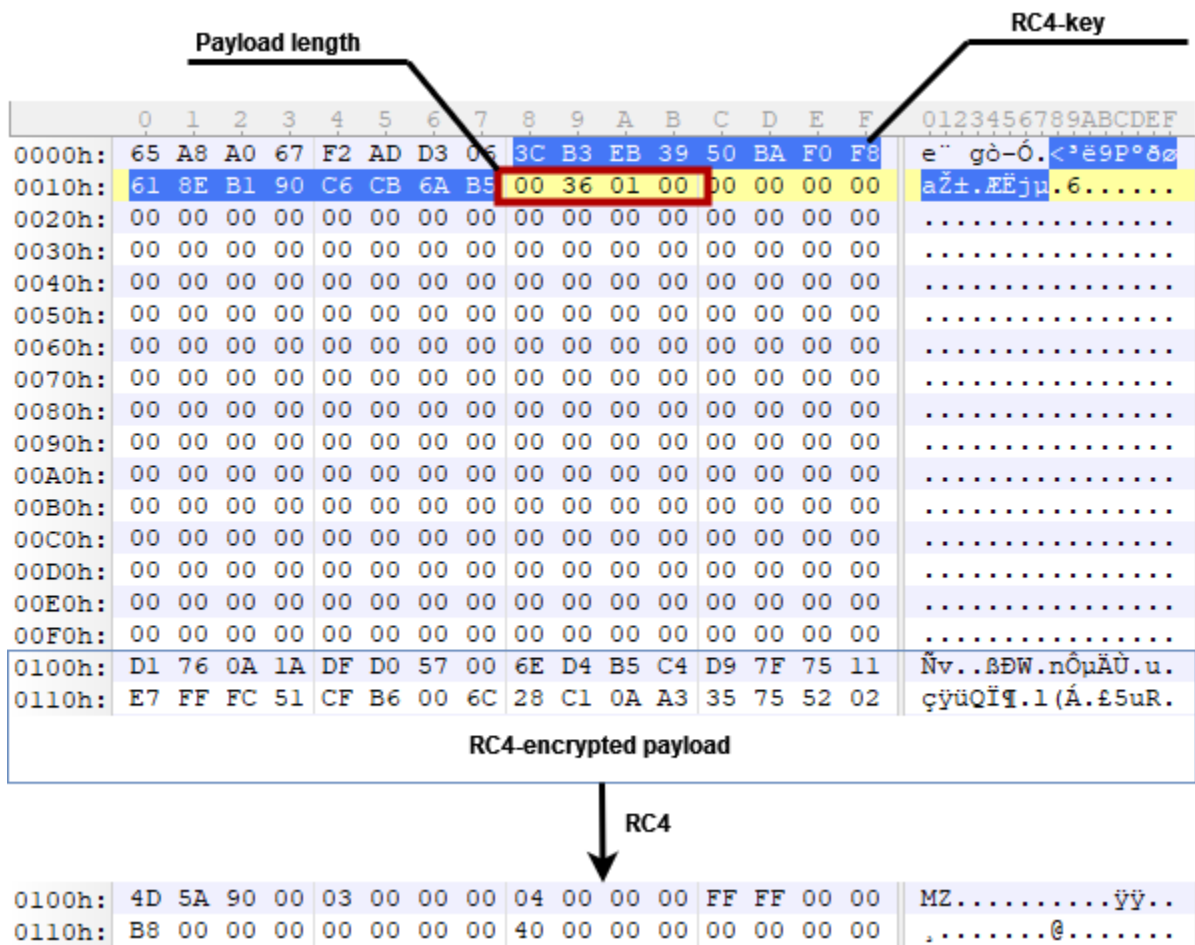 RC4-key
Payload length
0 1 2 3 4 5 6 7 8 9 A B C D E F 0123456789ABCDEF
0000h: 65 A8 A0 67 F2 AD D3 06 3C B3 EB 39 50 BA F0 F8 e¨ gò-Ó.<³ë9Pºðø
0010h: 61 8E B1 90 C6 CB 6A B5 00 36 01 00 00 00 00 00 aŽ±.ÆËjµ.6......
0020h: 00 00 00 00 00 00 00 00 00 00 00 00 00 00 00 00 ................
0030h: 00 00 00 00 00 00 00 00 00 00 00 00 00 00 00 00 ................
0040h: 00 00 00 00 00 00 00 00 00 00 00 00 00 00 00 00 ................
0050h: 00 00 00 00 00 00 00 00 00 00 00 00 00 00 00 00 ................
0060h: 00 00 00 00 00 00 00 00 00 00 00 00 00 00 00 00 ................
0070h: 00 00 00 00 00 00 00 00 00 00 00 00 00 00 00 00 ................
0080h: 00 00 00 00 00 00 00 00 00 00 00 00 00 00 00 00 ................
0090h: 00 00 00 00 00 00 00 00 00 00 00 00 00 00 00 00 ................
00A0h: 00 00 00 00 00 00 00 00 00 00 00 00 00 00 00 00 ................
00B0h: 00 00 00 00 00 00 00 00 00 00 00 00 00 00 00 00 ................
00C0h: 00 00 00 00 00 00 00 00 00 00 00 00 00 00 00 00 ................
00D0h: 00 00 00 00 00 00 00 00 00 00 00 00 00 00 00 00 ................
00E0h: 00 00 00 00 00 00 00 00 00 00 00 00 00 00 00 00 ................
00F0h: 00 00 00 00 00 00 00 00 00 00 00 00 00 00 00 00 ................
0100h: D1 76 0A 1A DF D0 57 00 6E D4 B5 C4 D9 7F 75 11 Ñv..ßÐW.nÔµÄÙ.u.
0110h: E7 FF FC 51 CF B6 00 6C 28 C1 0A A3 35 75 52 02 çÿüQÏ¶.l(Á.£5uR.
RC4-encrypted payload
RC4
0100h: 4D 5A 90 00 03 00 00 00 04 00 00 00 FF FF 00 00 MZ..........ÿÿ..
0110h: B8 00 00 00 00 00 00 00 40 00 00 00 00 00 00 00 ¸.......@.......